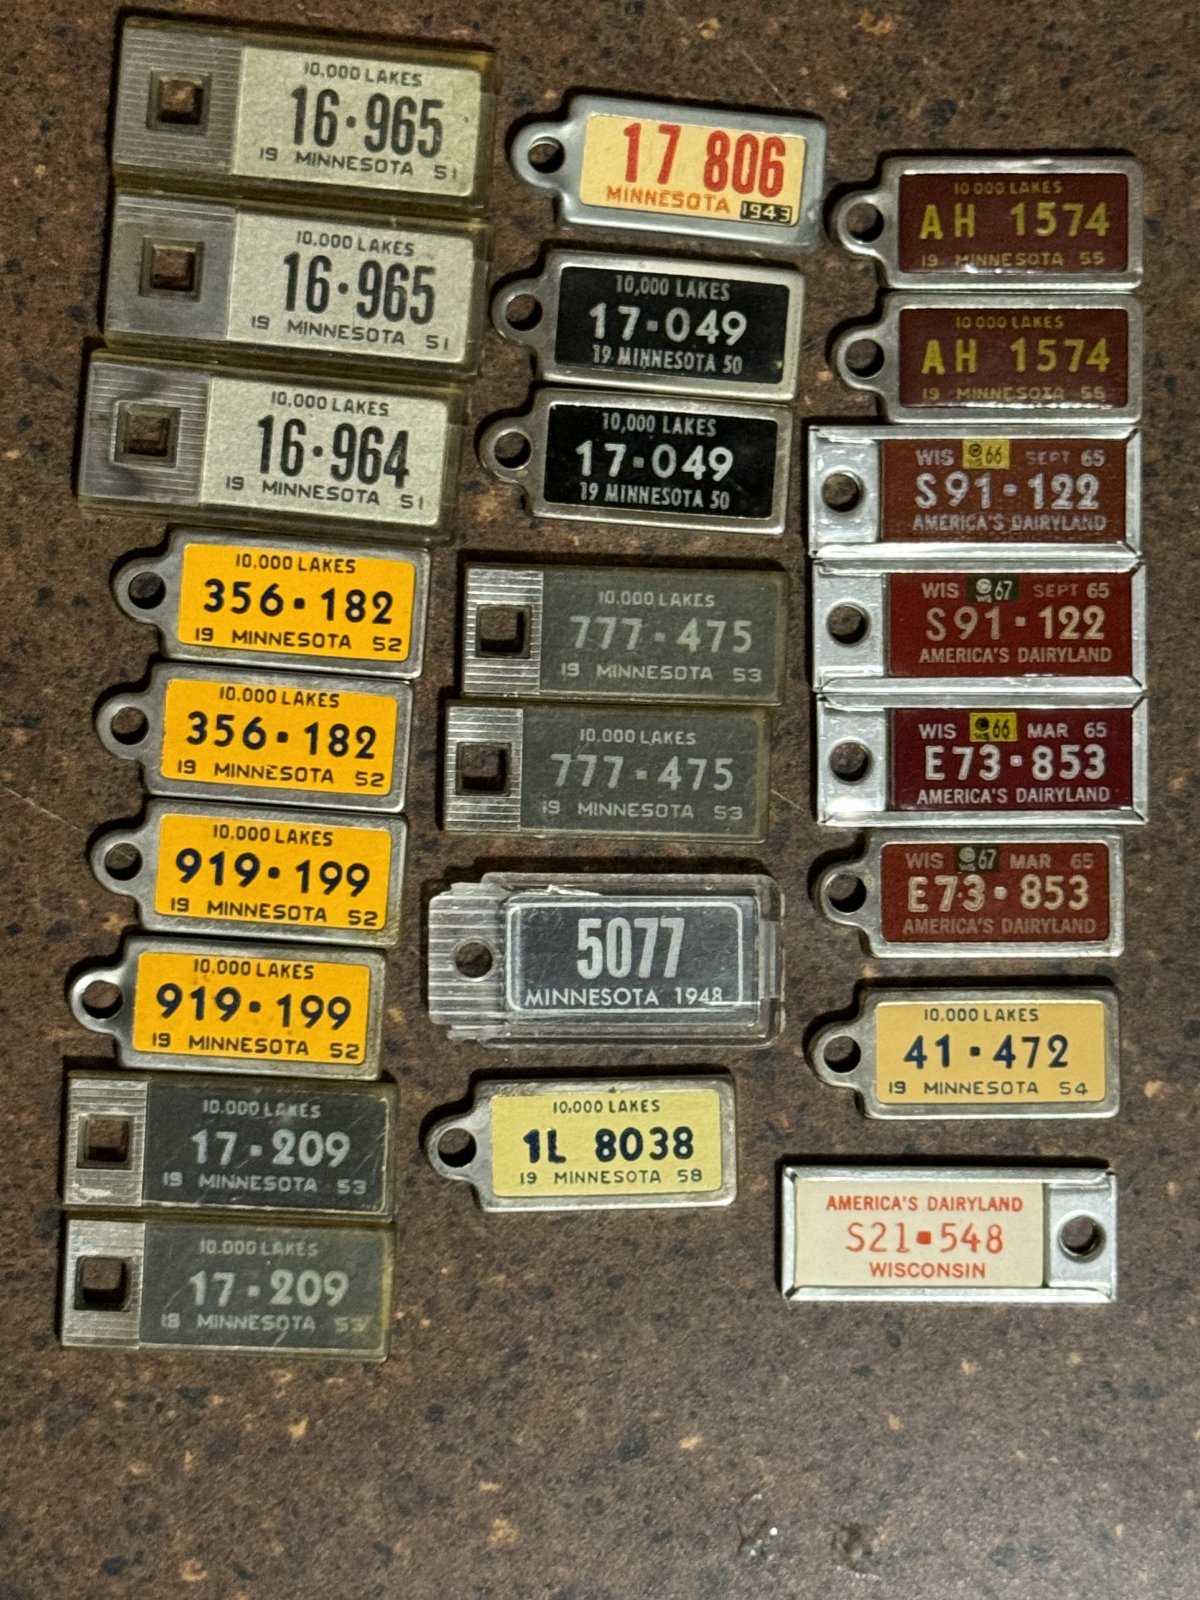 10.000 LAKES
16·965
19 MINNESOTA 51
10.000 LAKES
16·965
19 MINNESOTA 51
10.000 LAKES
16·964
19 MINNESOTA 51
10.000 LAKES
356·182
19 MINNESOTA 52
10.000 LAKES
356·182
19 MINNESOTA 52
10.000 LAKES
919·199
19 MINNESOTA 52
10.000 LAKES
919·199
19 MINNESOTA 52
10.000 LAKES
17-209
19 MINNESOTA 53
10.000 LAKES
17-209
19 MINNESOTA 53
17 806
MINNESOTA 1943
10,000 LAKES
17-049
19 MINNESOTA 50
10,000 LAKES
17-049
19 MINNESOTA 50
10.000 LAKES
777-475
19 MINNESOTA 53
10.000 LAKES
777-475
19 MINNESOTA 53
5077
MINNESOTA 1948
10,000 LAKES
1L 8038
19 MINNESOTA 58
10 000 LAKES
AH 1574
19 MINNESOTA 55
10 000 LAKES
AH 1574
19 MINNESOTA 56
WIS 66 SEPT 65
S91·122
AMERICA'S DAIRYLAND
WIS 67 SEPT 65
S91·122
AMERICA'S DAIRYLAND
WIS 66 MAR 65
E73·853
AMERICA'S DAIRYLAND
WIS 67 MAR 65
E73·853
AMERICA'S DAIRYLAND
10.000 LAKES
41·472
19 MINNESOTA 54
AMERICA'S DAIRYLAND
S21·548
WISCONSIN